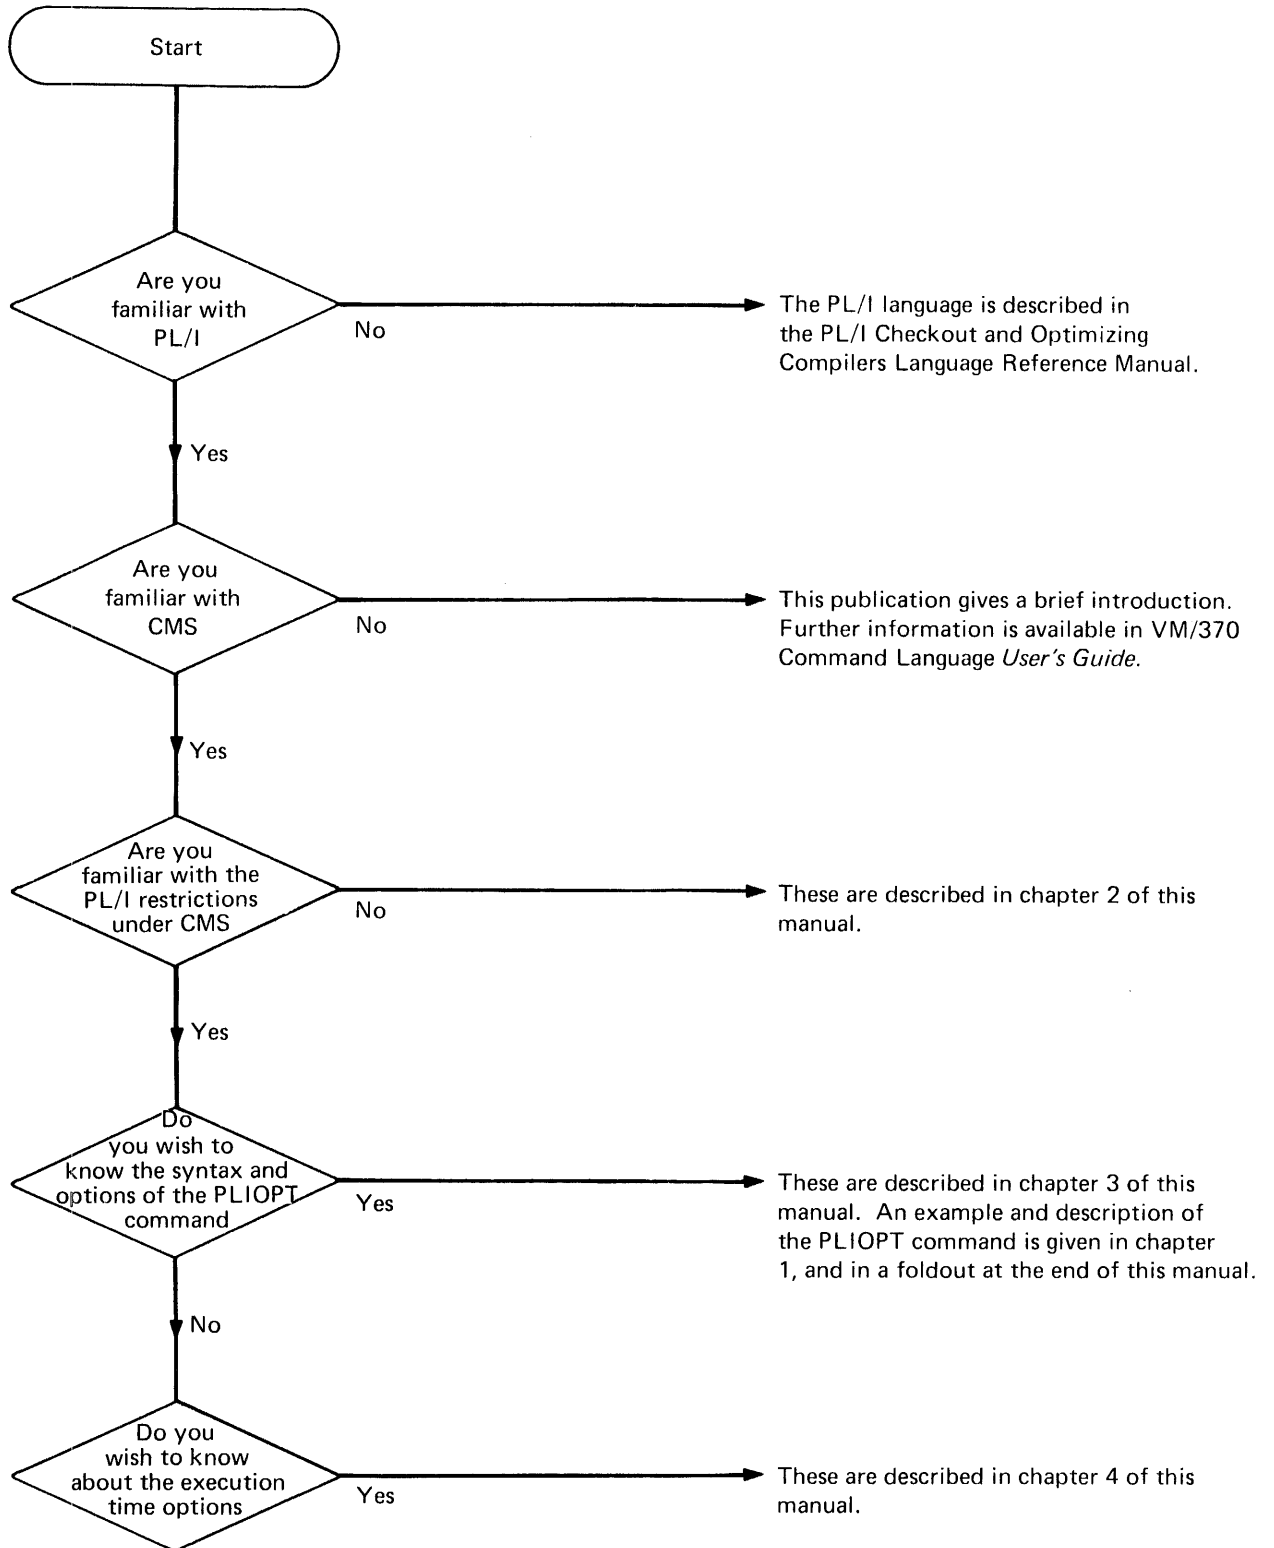 Start
Are you
familiar with
PL/I
No
The PL/I language is described in
the PL/I Checkout and Optimizing
Compilers Language Reference Manual.
Yes
Are you
familiar with
CMS
No
This publication gives a brief introduction.
Further information is available in VM/370
Command Language User's Guide.
Yes
Are you
familiar with the
PL/I restrictions
under CMS
No
These are described in chapter 2 of this
manual.
Yes
Do
you wish to
know the syntax and
options of the PLIOPT
command
Yes
These are described in chapter 3 of this
manual. An example and description of
the PLIOPT command is given in chapter
1, and in a foldout at the end of this manual.
No
Do you
wish to know
about the execution
time options
Yes
These are described in chapter 4 of this
manual.